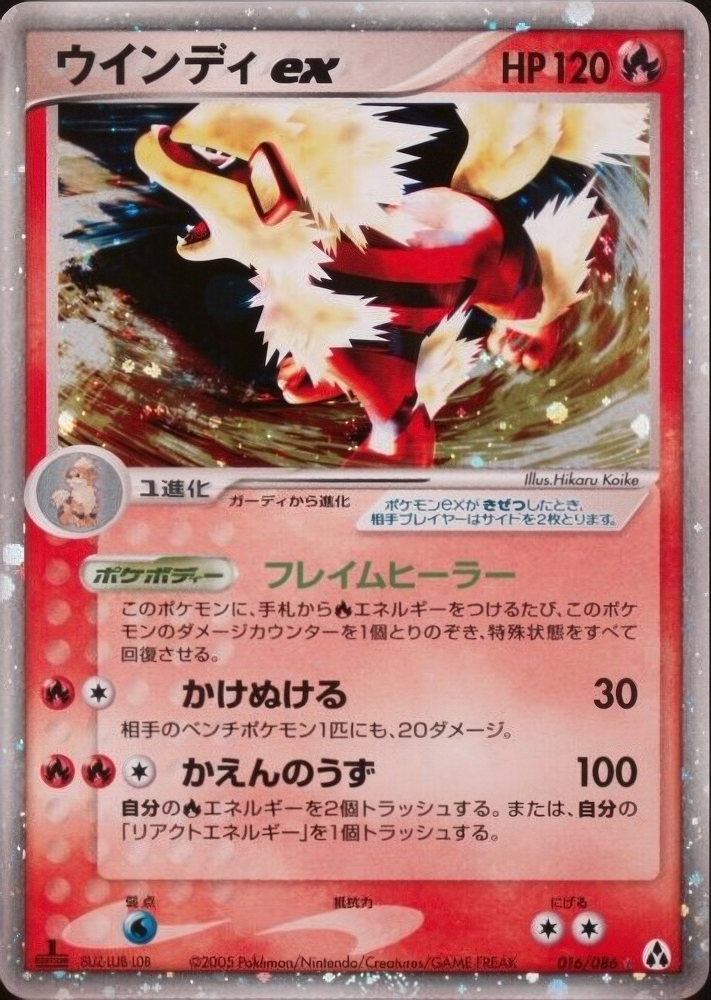 ウインディex HP120
Illus.Hikaru Koike
1進化 ガーディから進化
ポケモンexがきぜつしたとき、
相手プレイヤーはサイドを2枚とります。
ポケボディー フレイムヒーラー
このポケモンに、手札からエネルギーをつけるたび、このポケ
モンのダメージカウンターを1個とりのぞき、特殊状態をすべて
回復させる。
かけぬける 30
相手のベンチポケモン1匹にも、20ダメージ。
かえんのうず 100
自分のエネルギーを2個トラッシュする。または、自分の
「リアクトエネルギー」を1個トラッシュする。
弱点 抵抗力 にげる
1 EDITION BUZ-LUB-L0B ©2005 Pokémon/Nintendo/Creatures/GAME FREAK 016/086